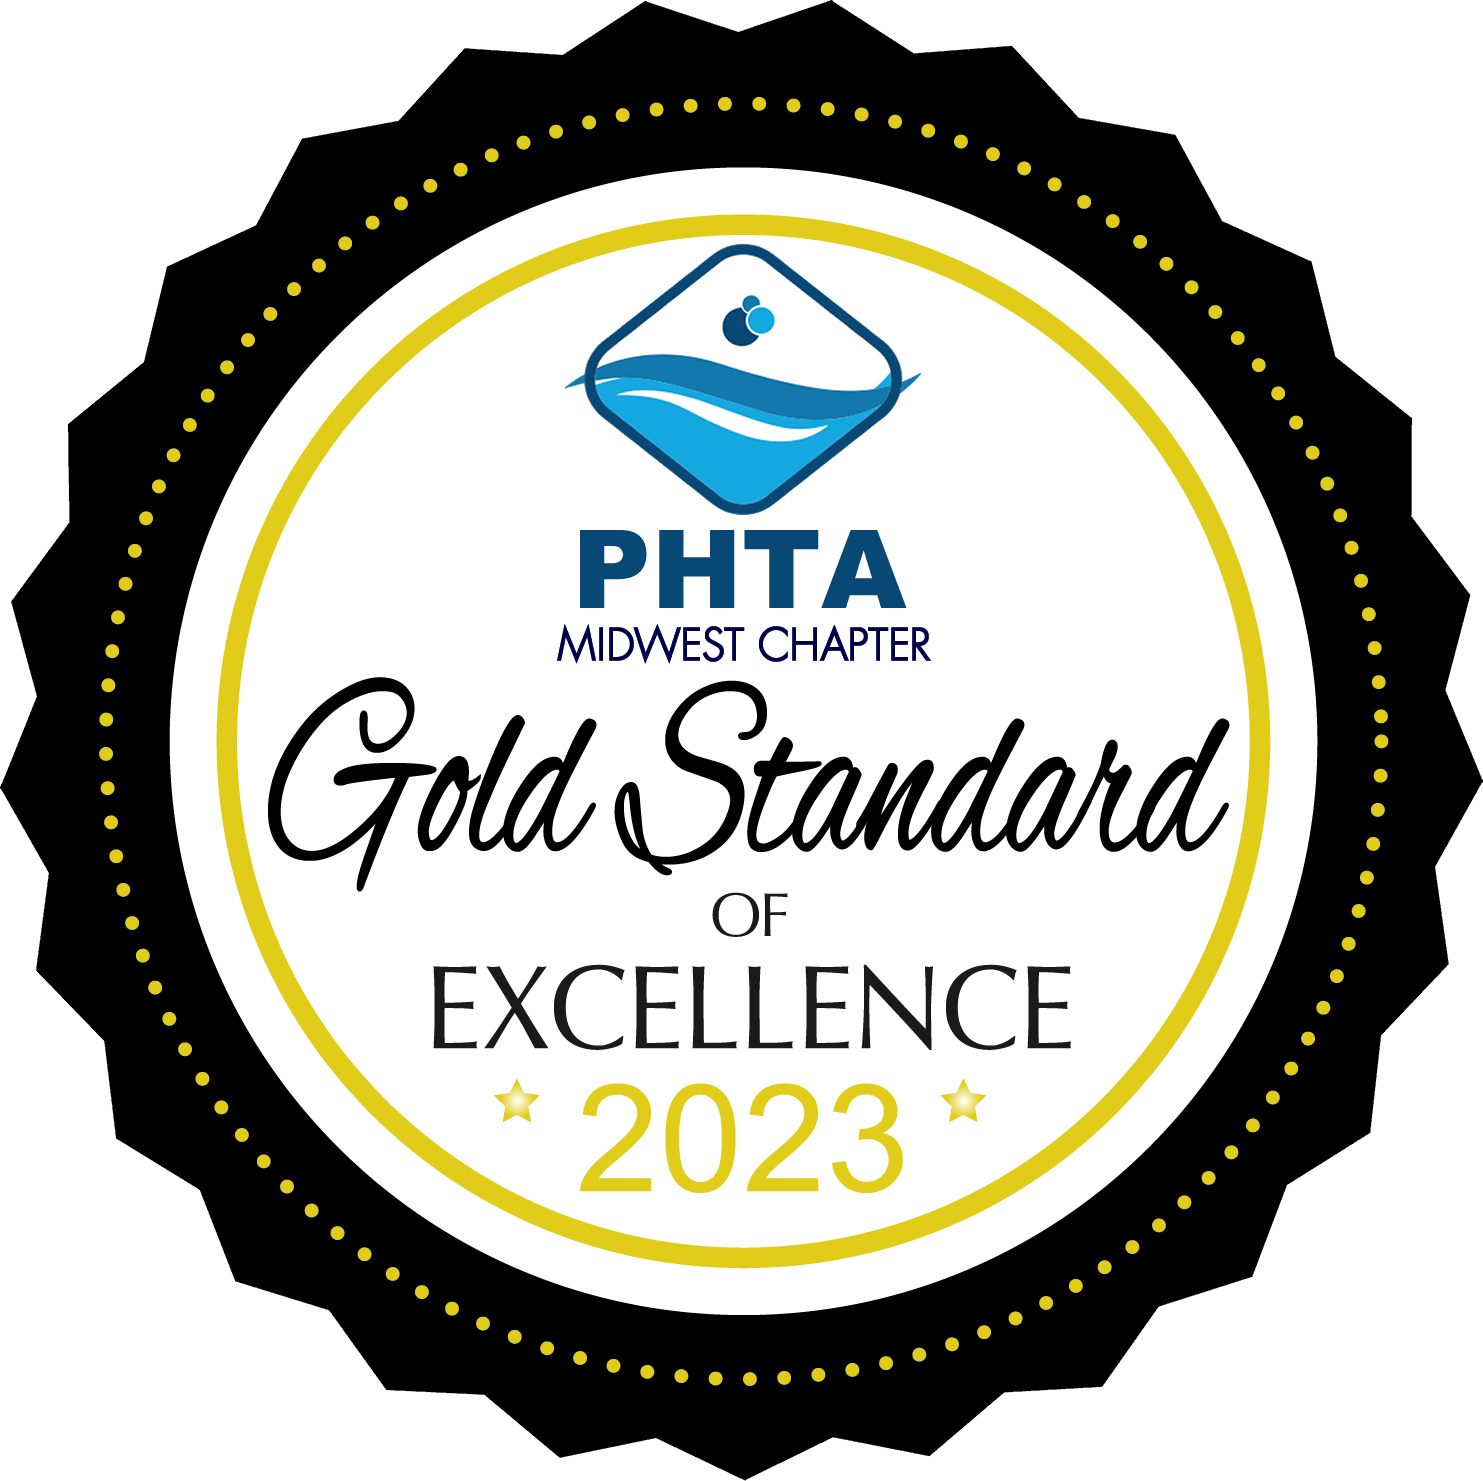 PHTA
MIDWEST CHAPTER
Gold Standard
OF
EXCELLENCE
2023